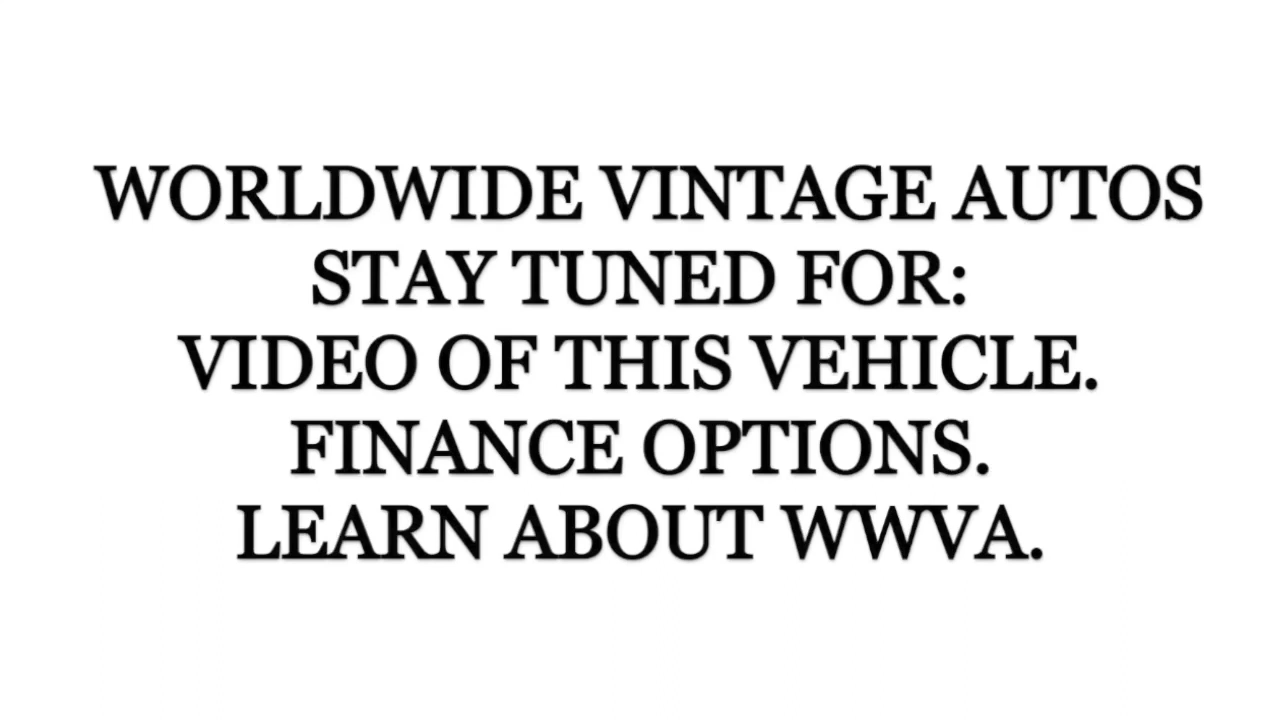 WORLDWIDE VINTAGE AUTOS
STAY TUNED FOR:
VIDEO OF THIS VEHICLE.
FINANCE OPTIONS.
LEARN ABOUT WWVA.